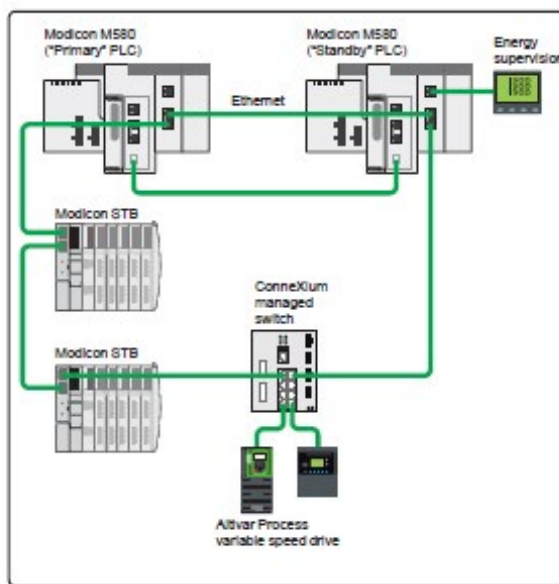 Modicon M580
("Primary" PLC)
Modicon M580
("Standby" PLC)
Energy
supervision
Ethernet
Modicon STB
ConneXium
managed
switch
Modicon STB
Altivar Process
variable speed drive